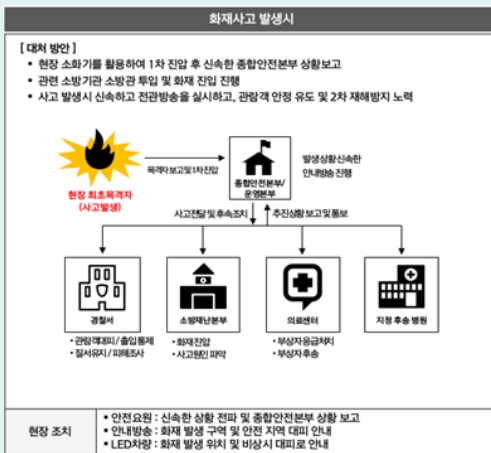 화재사고 발생시
[ 대처 방안 ]
▪ 현장 소화기를 활용하여 1차 진압 후 신속한 종합안전본부 상황보고
▪ 관련 소방기관 소방관 투입 및 화재 진입 진행
▪ 사고 발생시 신속하고 전관방송을 실시하고, 관람객 안정 유도 및 2차 재해방지 노력
목격자 보고 및 1차 진압
발생 상황 신속한
안내방송 진행
현장 최초목격자
(사고발생)
종합안전본부/
운영본부
사고전달 및 후속조치
추진상황 보고 및 통보
경찰서
소방재난본부
의료센터
지정 후송 병원
• 관람객대피 / 출입통제
• 질서유지 / 피해조사
• 화재진압
• 사고원인 파악
• 부상자 응급처치
• 부상자 후송
현장 조치
• 안전요원 : 신속한 상황 전파 및 종합안전본부 상황 보고
• 안내방송 : 화재 발생 구역 및 안전 지역 대피 안내
• LED차량 : 화재 발생 위치 및 비상시 대피로 안내